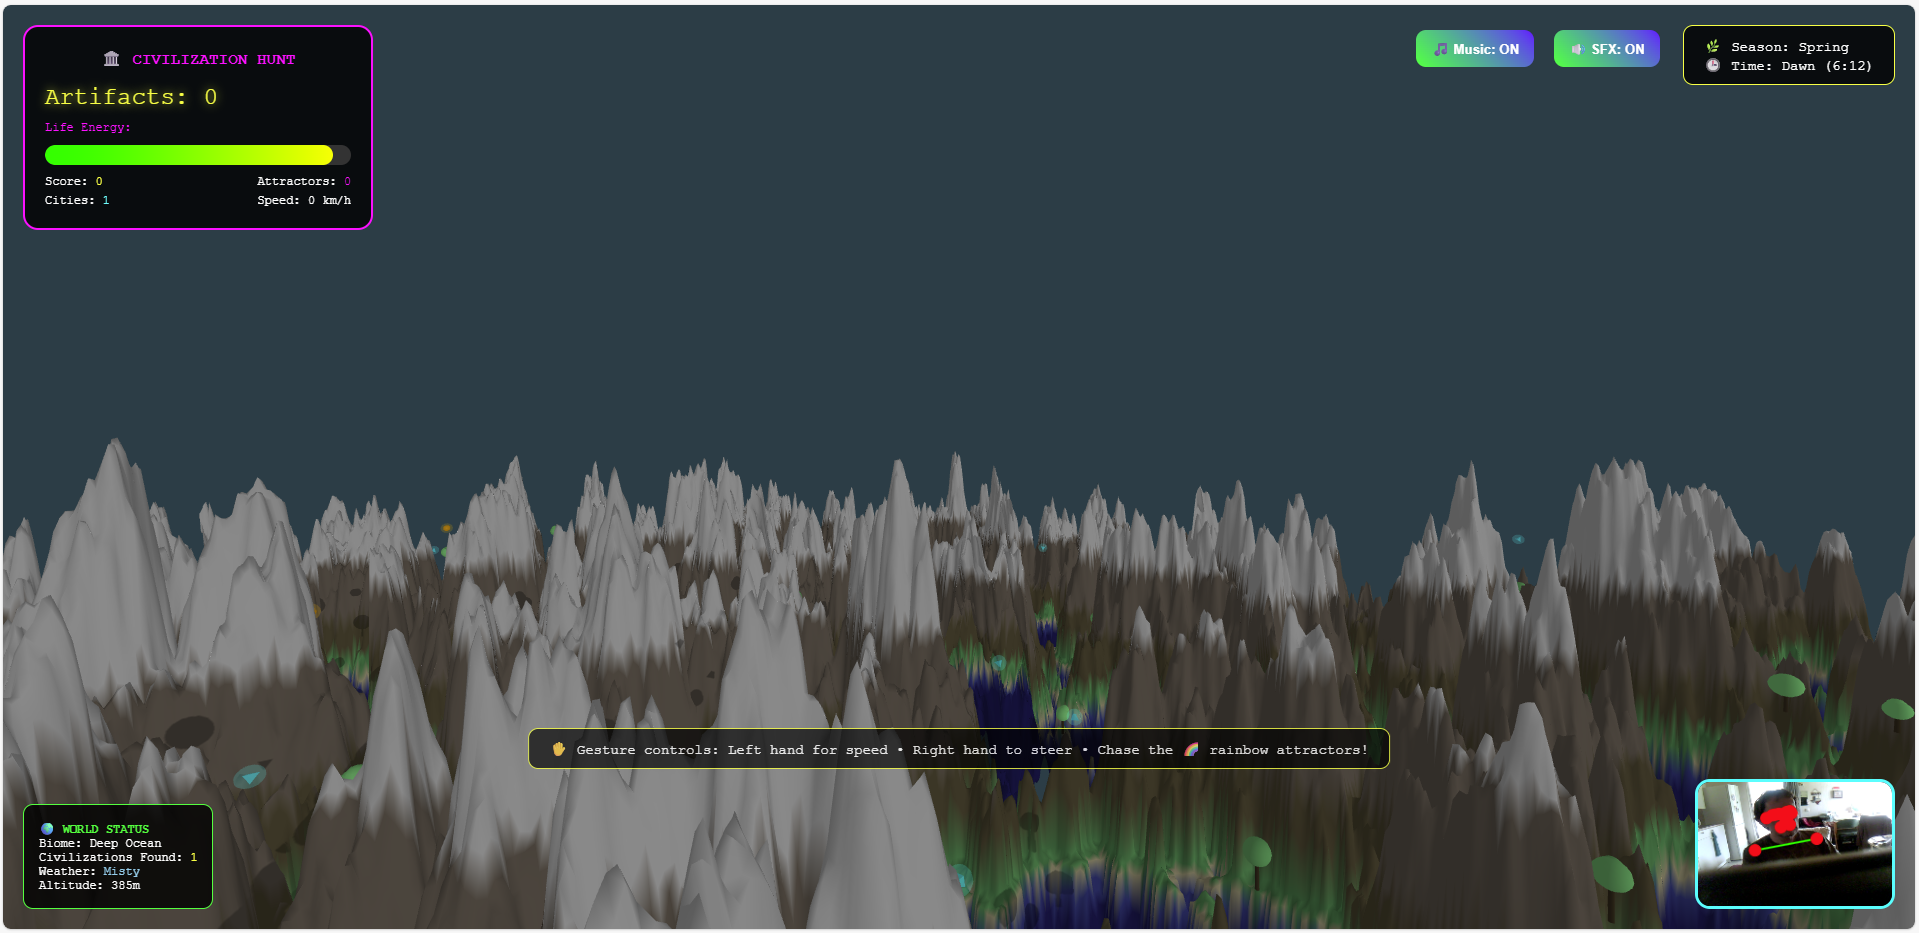 🏛️ CIVILIZATION HUNT
Artifacts: 0
Life Energy:
Score: 0 Attractors: 0
Cities: 1 Speed: 0 km/h
🎵 Music: ON
🔊 SFX: ON
🌿 Season: Spring
🕒 Time: Dawn (6:12)
🖐️ Gesture controls: Left hand for speed • Right hand to steer • Chase the 🌈 rainbow attractors!
🌍 WORLD STATUS
Biome: Deep Ocean
Civilizations Found: 1
Weather: Misty
Altitude: 385m